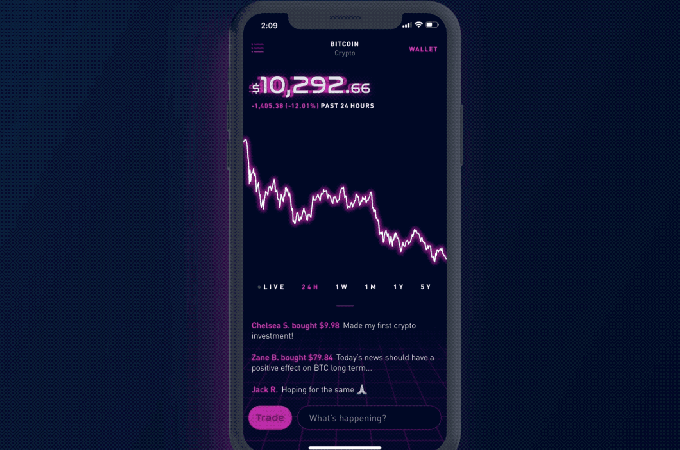 2:09
BITCOIN
Crypto
WALLET
$10,292.66
-1,405.38 (-12.01%) PAST 24 HOURS
LIVE 24H 1W 1M 1Y 5Y
Chelsea S. bought $9.98 Made my first crypto
investment!
Zane B. bought $79.84 Today's news should have a
positive effect on BTC long term...
Jack R. Hoping for the same 🙏
Trade What's happening?